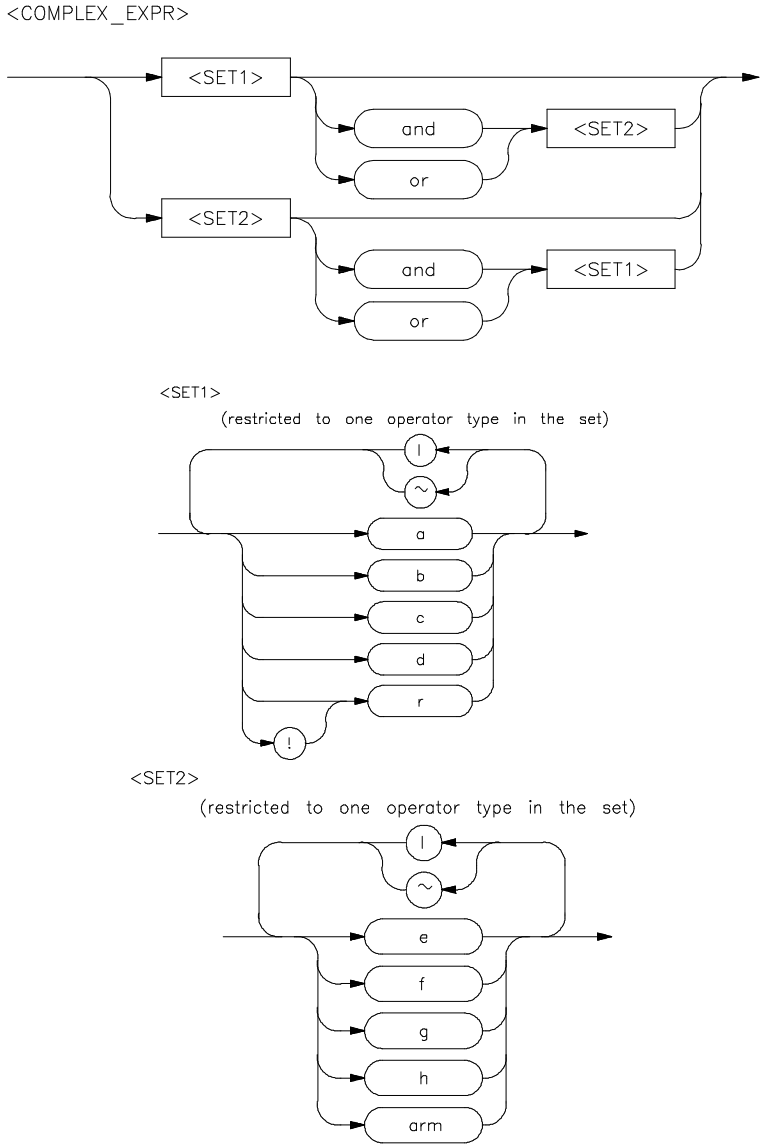 <COMPLEX_EXPR>
<SET1>
and
<SET2>
or
<SET2>
and
<SET1>
or
<SET1>
(restricted to one operator type in the set)
|
~
a
b
c
d
r
!
<SET2>
(restricted to one operator type in the set)
|
~
e
f
g
h
arm